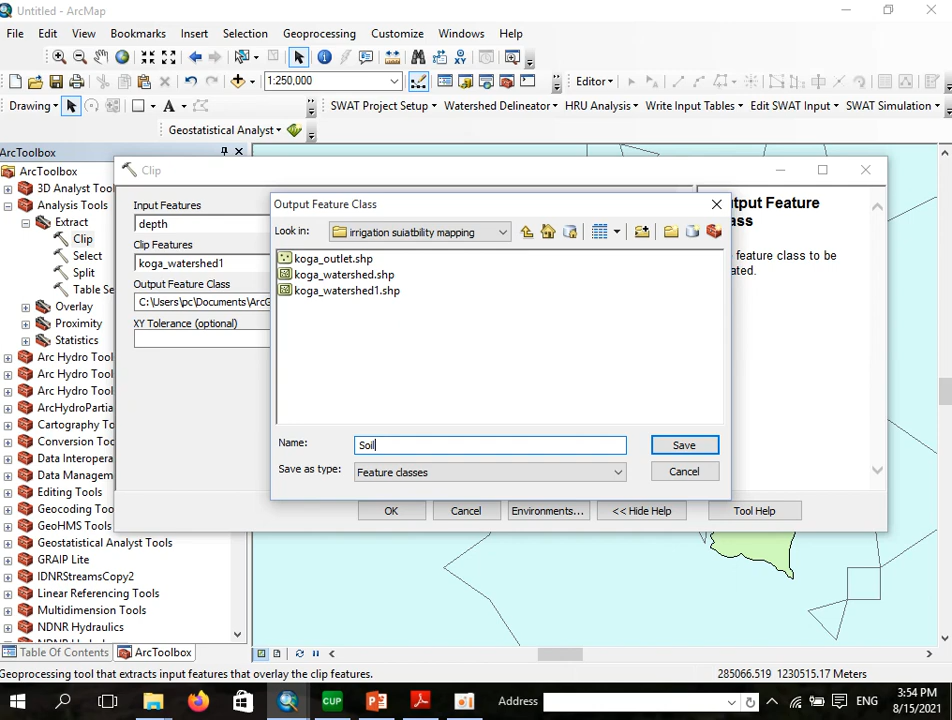 Untitled - ArcMap
File Edit View Bookmarks Insert Selection Geoprocessing Customize Windows Help
1:250,000 Editor
Drawing A SWAT Project Setup Watershed Delineator HRU Analysis Write Input Tables Edit SWAT Input SWAT Simulation
Geostatistical Analyst
ArcToolbox
ArcToolbox
3D Analyst Too
Analysis Tools
Extract
Clip
Select
Split
Table Se
Overlay
Proximity
Statistics
Arc Hydro Tool
Arc Hydro Tool
Arc Hydro Tool
ArcHydroPartia
Cartography To
Conversion Too
Data Interopera
Data Managem
Editing Tools
Geocoding Too
GeoHMS Tools
Geostatistical Analyst Tools
GRAIP Lite
IDNRStreamsCopy2
Linear Referencing Tools
Multidimension Tools
NDNR Hydraulics
Table Of Contents ArcToolbox
Clip
Input Features
depth
Clip Features
koga_watershed1
Output Feature Class
C:\Users\pc\Documents\ArcG
XY Tolerance (optional)
utput Feature
ass
e feature class to be
ated.
OK Cancel Environments... << Hide Help Tool Help
Output Feature Class
Look in: irrigation suiatbility mapping
koga_outlet.shp
koga_watershed.shp
koga_watershed1.shp
Name: Soil Save
Save as type: Feature classes Cancel
Geoprocessing tool that extracts input features that overlay the clip features. 285066.519 1230515.17 Meters
CUP Address ENG 3:54 PM
8/15/2021